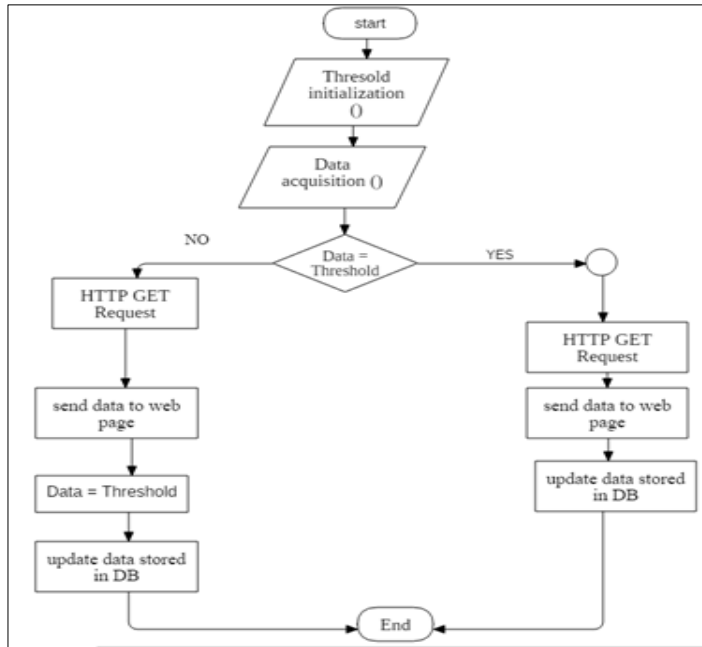 start
Thresold
initialization
()
Data
acquisition ()
Data =
Threshold
NO
YES
HTTP GET
Request
send data to web
page
Data = Threshold
update data stored
in DB
HTTP GET
Request
send data to web
page
update data stored
in DB
End